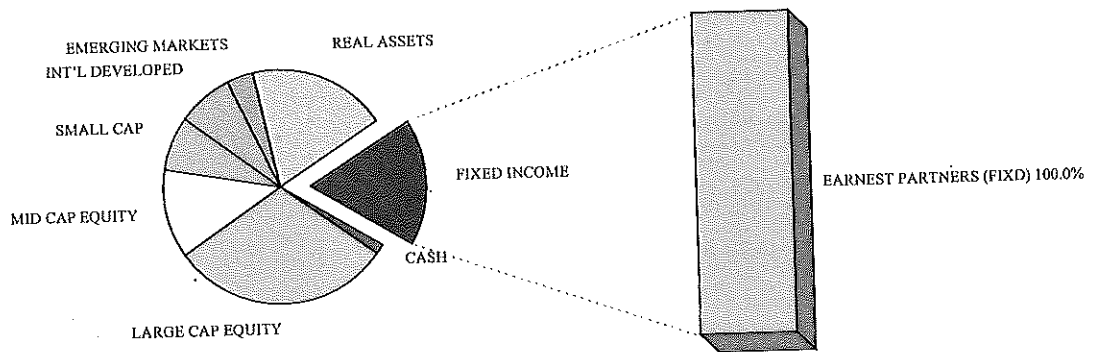 EMERGING MARKETS
REAL ASSETS
INT'L DEVELOPED
SMALL CAP
FIXED INCOME
EARNEST PARTNERS (FIXD) 100.0%
MID CAP EQUITY
CASH
LARGE CAP EQUITY